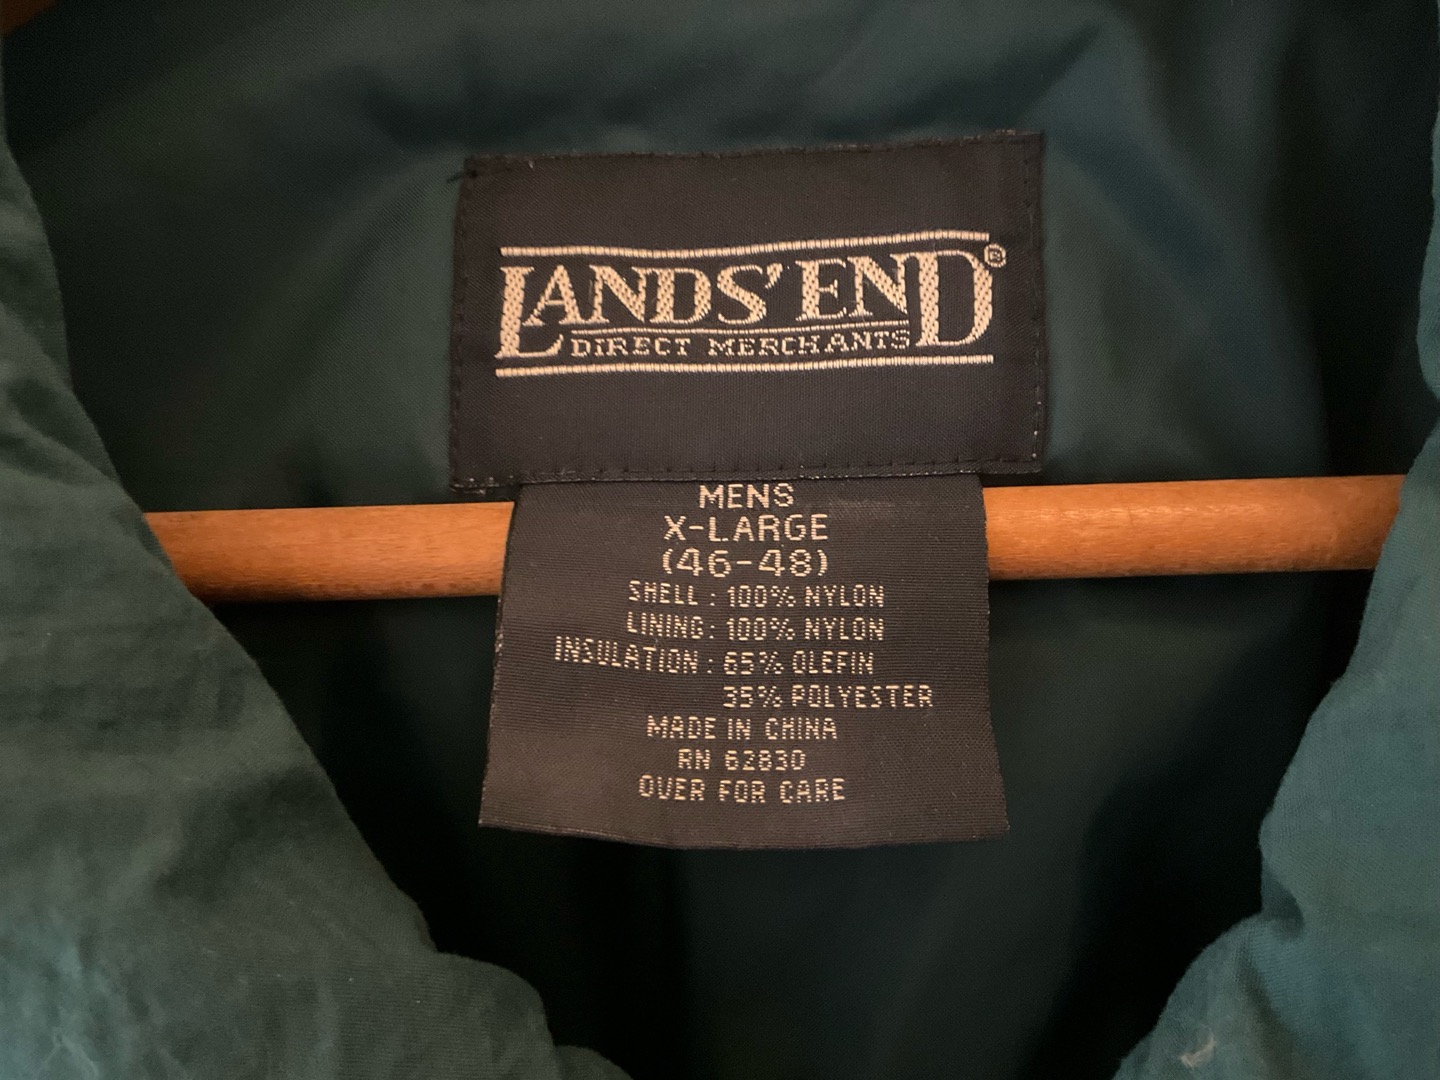 LANDS' END®
DIRECT MERCHANTS
MENS
X-LARGE
(46-48)
SHELL: 100% NYLON
LINING: 100% NYLON
INSULATION: 65% OLEFIN
35% POLYESTER
MADE IN CHINA
RN 62830
OVER FOR CARE